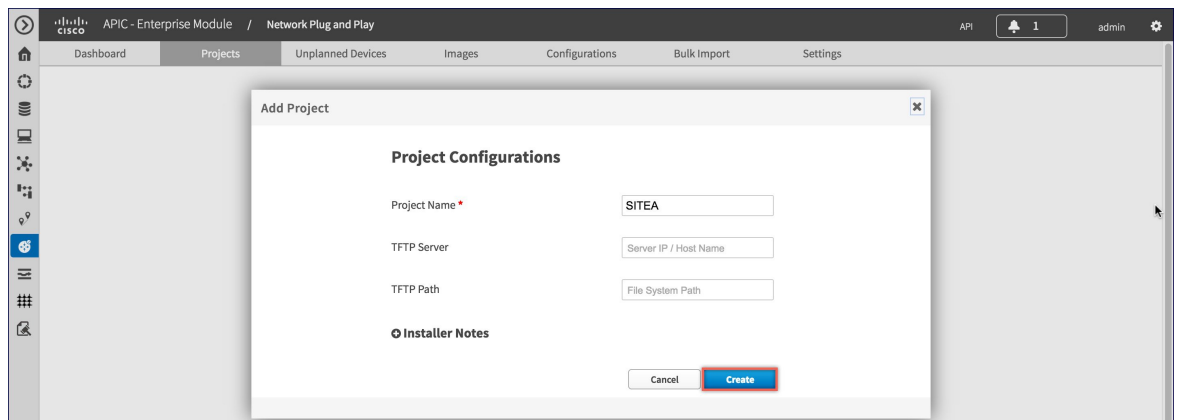 CISCO APIC - Enterprise Module / Network Plug and Play API 1 admin
Dashboard Projects Unplanned Devices Images Configurations Bulk Import Settings
Add Project
Project Configurations
Project Name * SITEA
TFTP Server Server IP / Host Name
TFTP Path File System Path
Installer Notes
Cancel Create